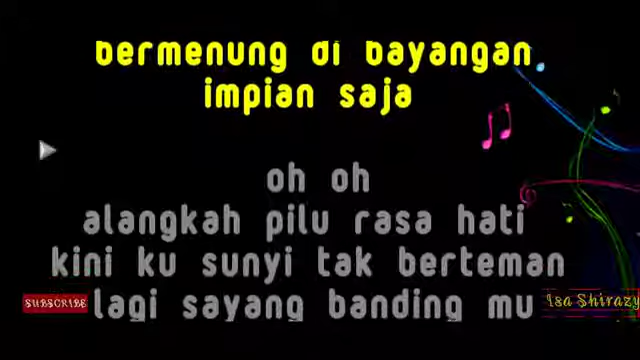 bermenung di bayangan
impian saja
oh oh
alangkah pilu rasa hati
kini ku sunyi tak berteman
lagi sayang banding mu
SUBSCRIBE
Isa Shirazy